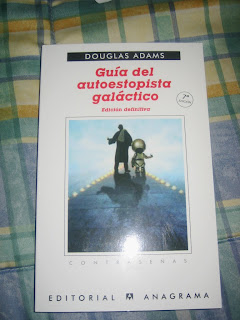 DOUGLAS ADAMS
Guía del
autoestopista
galáctico
Edición definitiva
CONTRASEÑAS
EDITORIAL ANAGRAMA